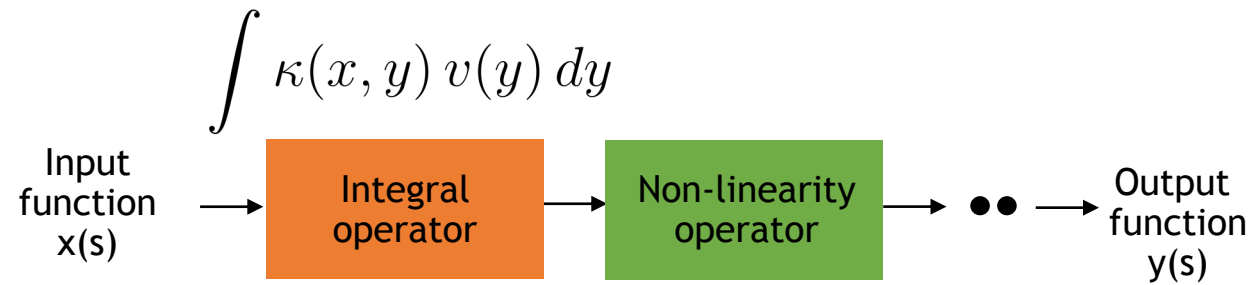 ∫ κ(x, y) v(y) dy
Input
function
x(s)
Integral
operator
Non-linearity
operator
Output
function
y(s)